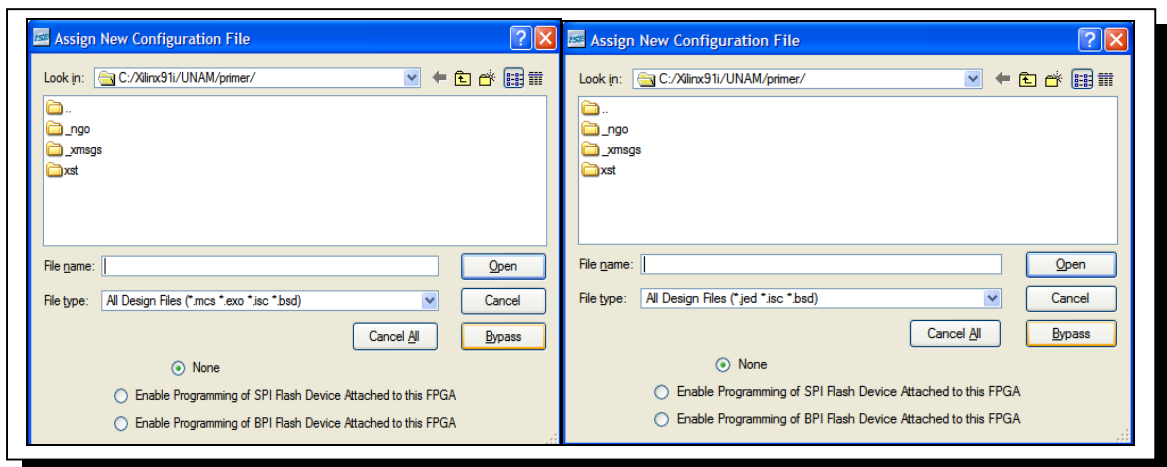 ISE Assign New Configuration File
Look in: C:/Xilinx91i/UNAM/primer/
..
_ngo
_xmsgs
xst
File name: Open
File type: All Design Files (*.mcs *.exo *.isc *.bsd) Cancel
Cancel All Bypass
None
Enable Programming of SPI Flash Device Attached to this FPGA
Enable Programming of BPI Flash Device Attached to this FPGA
ISE Assign New Configuration File
Look in: C:/Xilinx91i/UNAM/primer/
..
_ngo
_xmsgs
xst
File name: Open
File type: All Design Files (*.jed *.isc *.bsd) Cancel
Cancel All Bypass
None
Enable Programming of SPI Flash Device Attached to this FPGA
Enable Programming of BPI Flash Device Attached to this FPGA